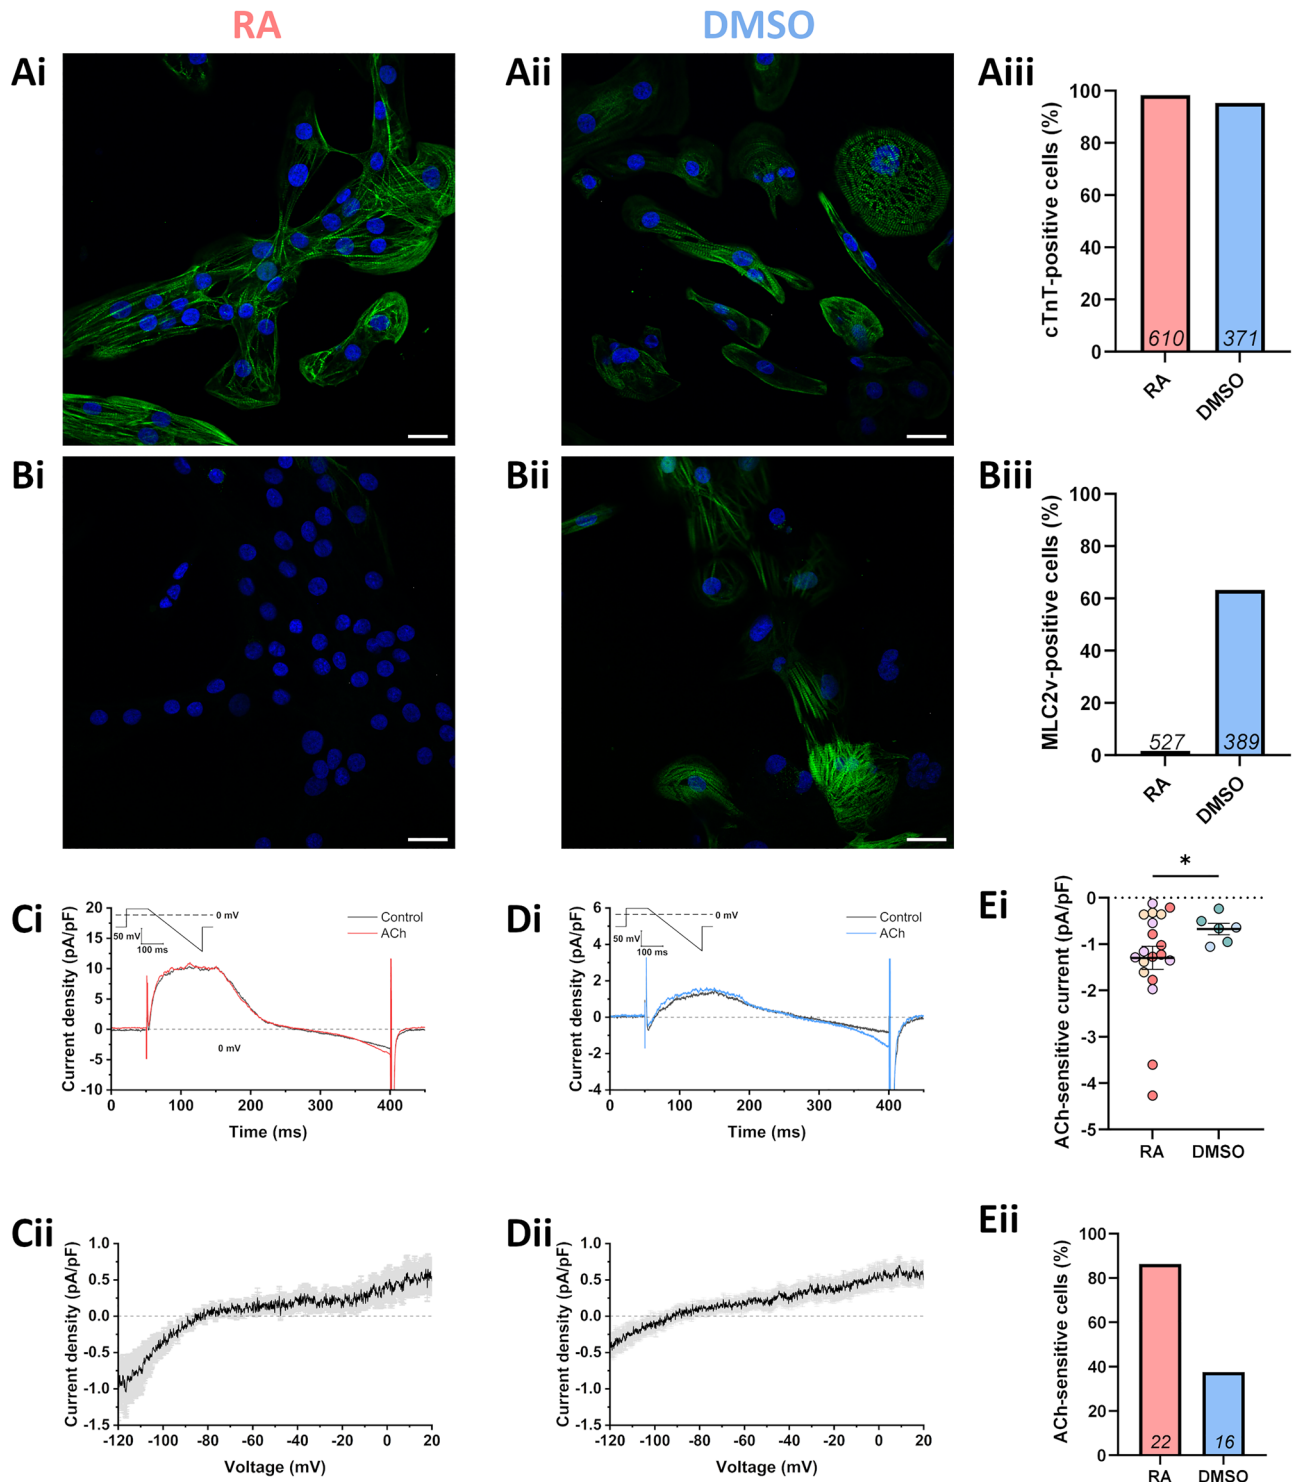 RA
DMSO
Ai
Aii
Aiii
cTnT-positive cells (%)
100
80
60
40
20
0
610
371
RA
DMSO
Bi
Bii
Biii
MLC2v-positive cells (%)
100
80
60
40
20
0
527
389
RA
DMSO
Ci
Current density (pA/pF)
20
15
10
5
0
-5
-10
0 mV
50 mV
100 ms
Control
ACh
0 mV
0
100
200
300
400
Time (ms)
Di
Current density (pA/pF)
6
4
2
0
-2
-4
0 mV
50 mV
100 ms
Control
ACh
0
100
200
300
400
Time (ms)
Ei
ACh-sensitive current (pA/pF)
0
-1
-2
-3
-4
-5
*
RA
DMSO
Cii
Current density (pA/pF)
1.0
0.5
0.0
-0.5
-1.0
-1.5
-120
-100
-80
-60
-40
-20
0
20
Voltage (mV)
Dii
Current density (pA/pF)
1.0
0.5
0.0
-0.5
-1.0
-1.5
-120
-100
-80
-60
-40
-20
0
20
Voltage (mV)
Eii
ACh-sensitive cells (%)
100
80
60
40
20
0
22
16
RA
DMSO